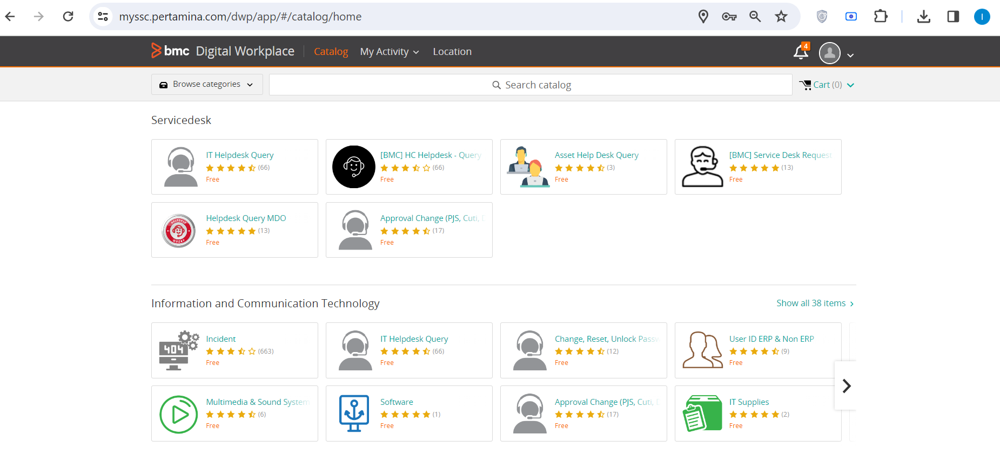 myssc.pertamina.com/dwp/app/#/catalog/home
I
bmc Digital Workplace Catalog My Activity Location 4
Browse categories Search catalog Cart (0)
Servicedesk
IT Helpdesk Query
(66)
Free
[BMC] HC Helpdesk - Query
(66)
Free
Asset Help Desk Query
(3)
Free
[BMC] Service Desk Request
(13)
Free
HELPDESK
QUERY
Helpdesk Query MDO
(13)
Free
Approval Change (PJS, Cuti, D
(17)
Free
Information and Communication Technology
Show all 38 items
404
Incident
(663)
Free
IT Helpdesk Query
(66)
Free
Change, Reset, Unlock Passw
(12)
Free
User ID ERP & Non ERP
(9)
Free
Multimedia & Sound System
(6)
Free
Software
(1)
Free
Approval Change (PJS, Cuti, D
(17)
Free
IT Supplies
(2)
Free